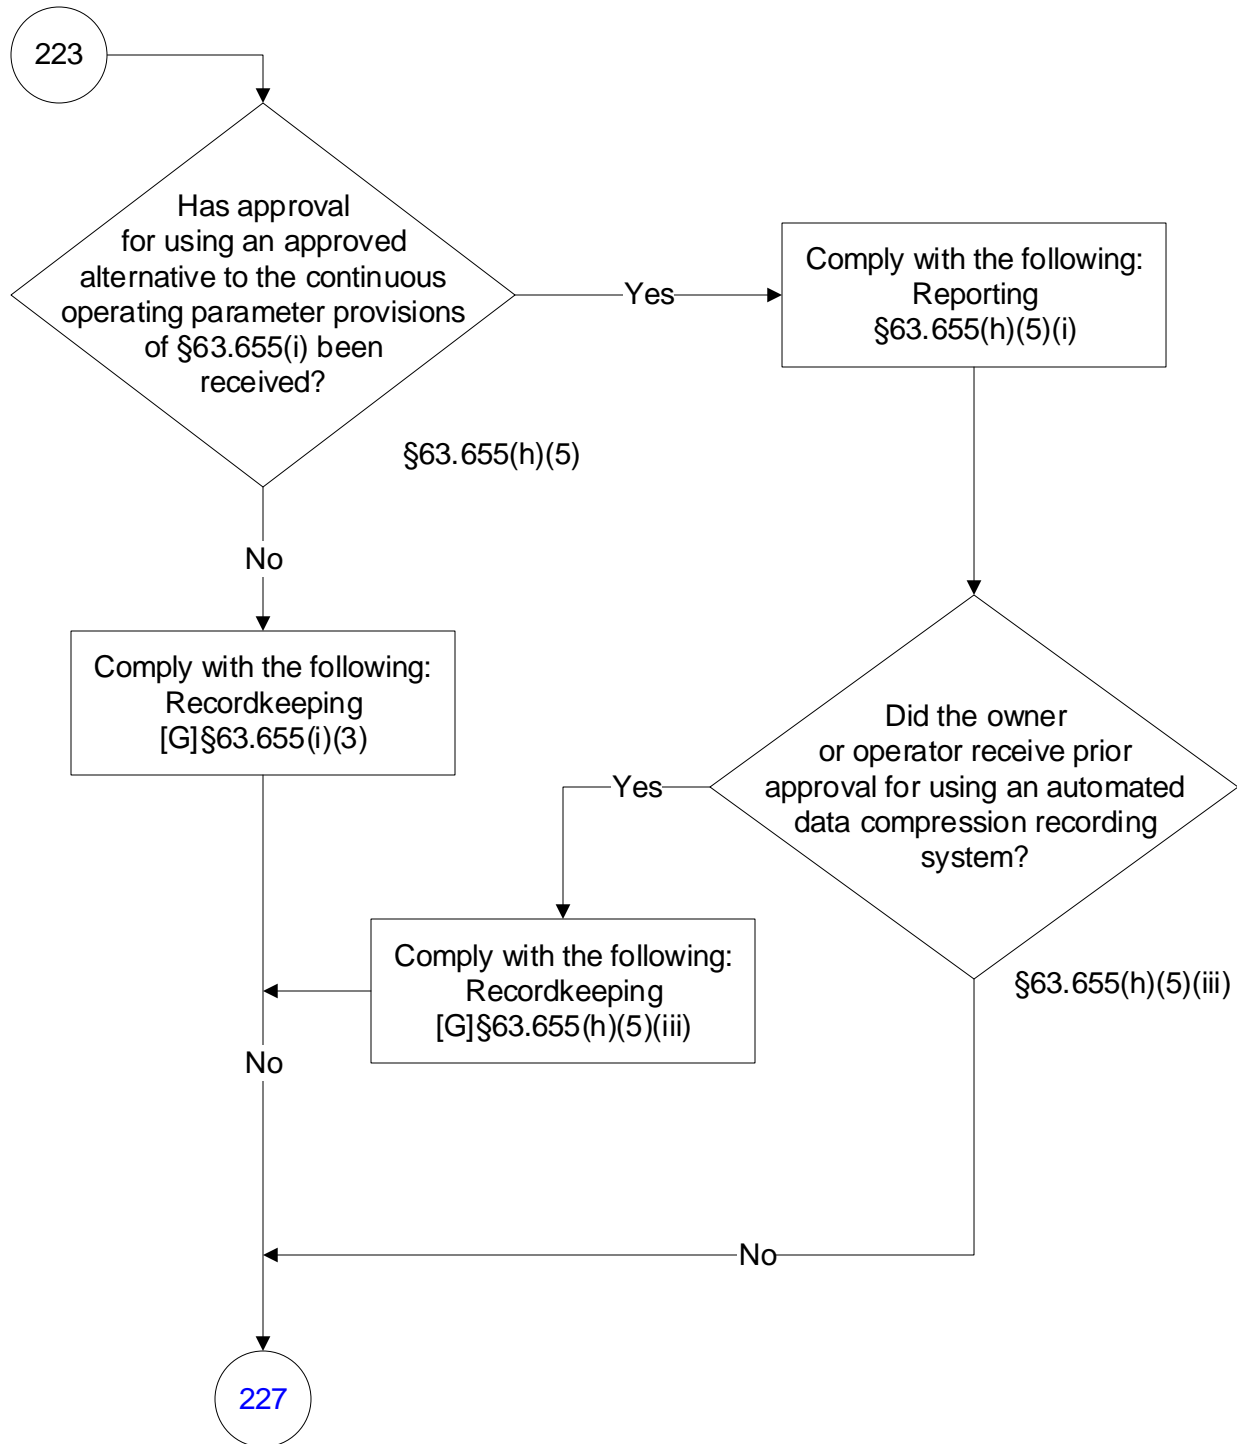 223
Has approval
for using an approved
alternative to the continuous
operating parameter provisions
of §63.655(i) been
received?
Yes
Comply with the following:
Reporting
§63.655(h)(5)(i)
§63.655(h)(5)
No
Comply with the following:
Recordkeeping
[G]§63.655(i)(3)
Did the owner
or operator receive prior
approval for using an automated
data compression recording
system?
Yes
Comply with the following:
Recordkeeping
[G]§63.655(h)(5)(iii)
§63.655(h)(5)(iii)
No
No
227